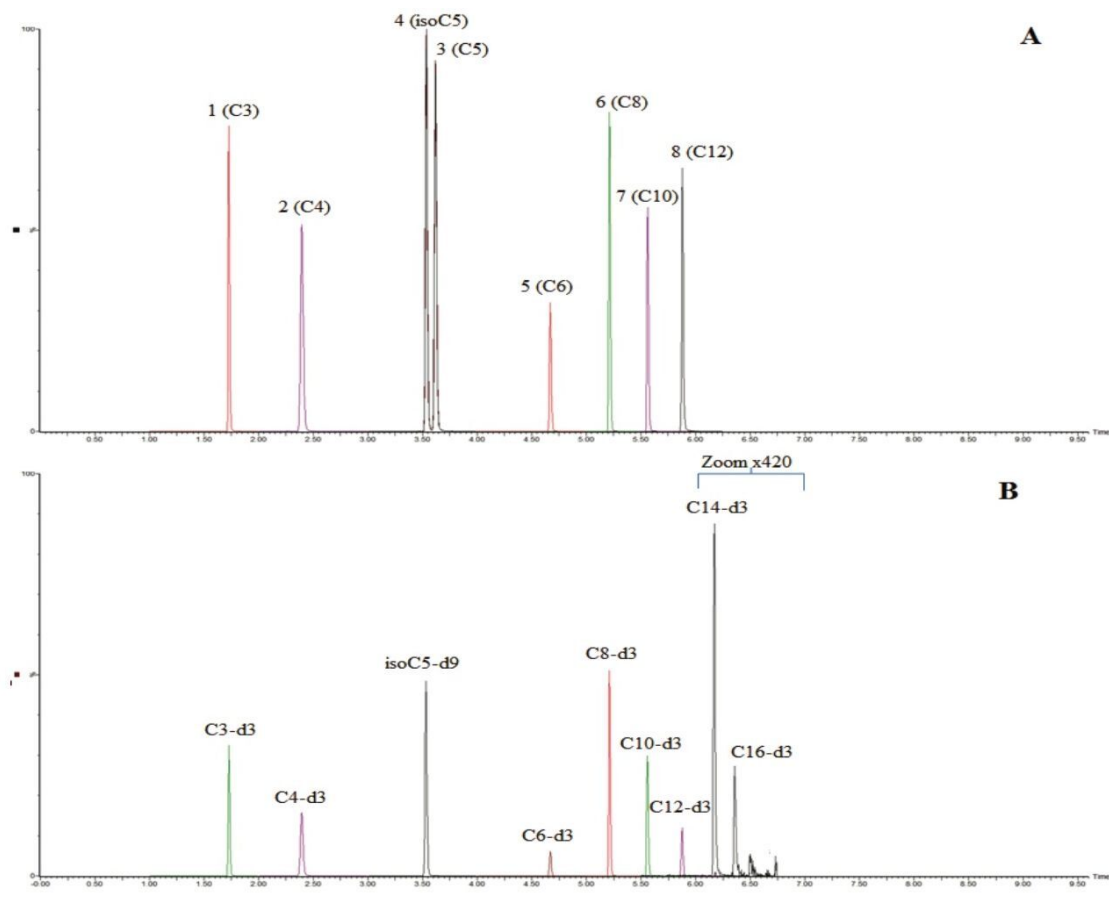 100
4 (isoC5)
A
3 (C5)
1 (C3)
6 (C8)
8 (C12)
7 (C10)
2 (C4)
%
5 (C6)
0
0.50 1.00 1.50 2.00 2.50 3.00 3.50 4.00 4.50 5.00 5.50 6.00 6.50 7.00 7.50 8.00 8.50 9.00 9.50 Time
Zoom x420
100
B
C14-d3
C8-d3
isoC5-d9
%
C3-d3
C10-d3
C16-d3
C4-d3
C12-d3
C6-d3
0
-0.00 0.50 1.00 1.50 2.00 2.50 3.00 3.50 4.00 4.50 5.00 5.50 6.00 6.50 7.00 7.50 8.00 8.50 9.00 9.50 Time